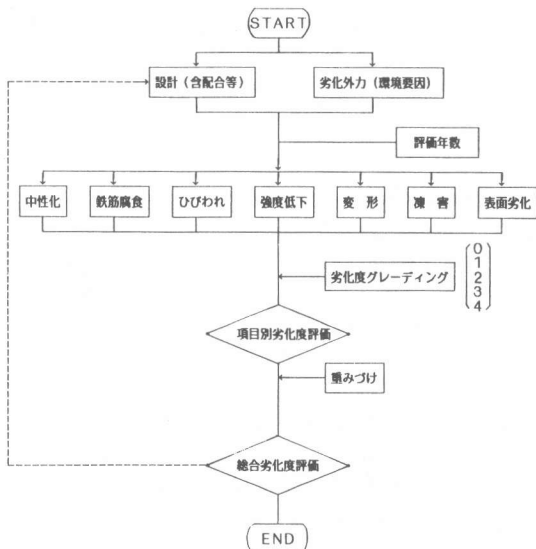 START
設計（含配合等）
劣化外力（環境要因）
評価年数
中性化
鉄筋腐食
ひびわれ
強度低下
変　形
凍　害
表面劣化
劣化度グレーディング
0
1
2
3
4
項目別劣化度評価
重みづけ
総合劣化度評価
END